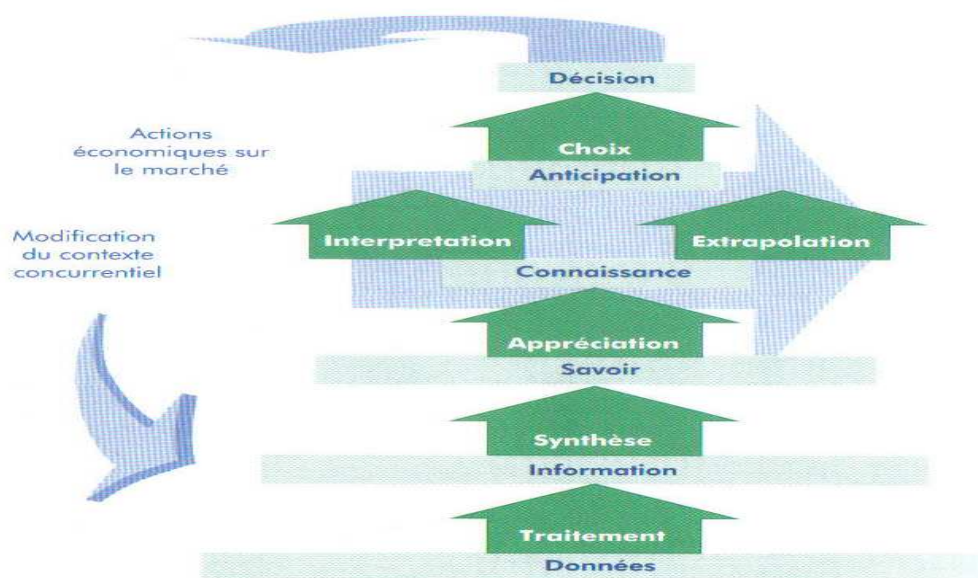 Décision
Choix
Anticipation
Actions
économiques sur
le marché
Interpretation
Extrapolation
Modification
du contexte
concurrentiel
Connaissance
Appréciation
Savoir
Synthèse
Information
Traitement
Données